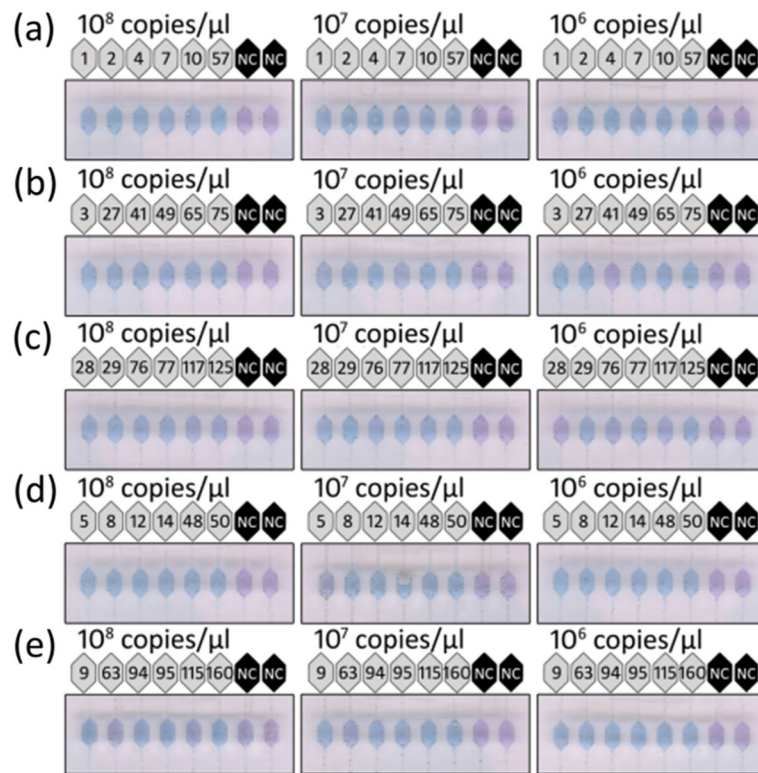 (a) 10⁸ copies/µl 10⁷ copies/µl 10⁶ copies/µl
1 2 4 7 10 57 NC NC 1 2 4 7 10 57 NC NC 1 2 4 7 10 57 NC NC
(b) 10⁸ copies/µl 10⁷ copies/µl 10⁶ copies/µl
3 27 41 49 65 75 NC NC 3 27 41 49 65 75 NC NC 3 27 41 49 65 75 NC NC
(c) 10⁸ copies/µl 10⁷ copies/µl 10⁶ copies/µl
28 29 76 77 117 125 NC NC 28 29 76 77 117 125 NC NC 28 29 76 77 117 125 NC NC
(d) 10⁸ copies/µl 10⁷ copies/µl 10⁶ copies/µl
5 8 12 14 48 50 NC NC 5 8 12 14 48 50 NC NC 5 8 12 14 48 50 NC NC
(e) 10⁸ copies/µl 10⁷ copies/µl 10⁶ copies/µl
9 63 94 95 115 160 NC NC 9 63 94 95 115 160 NC NC 9 63 94 95 115 160 NC NC